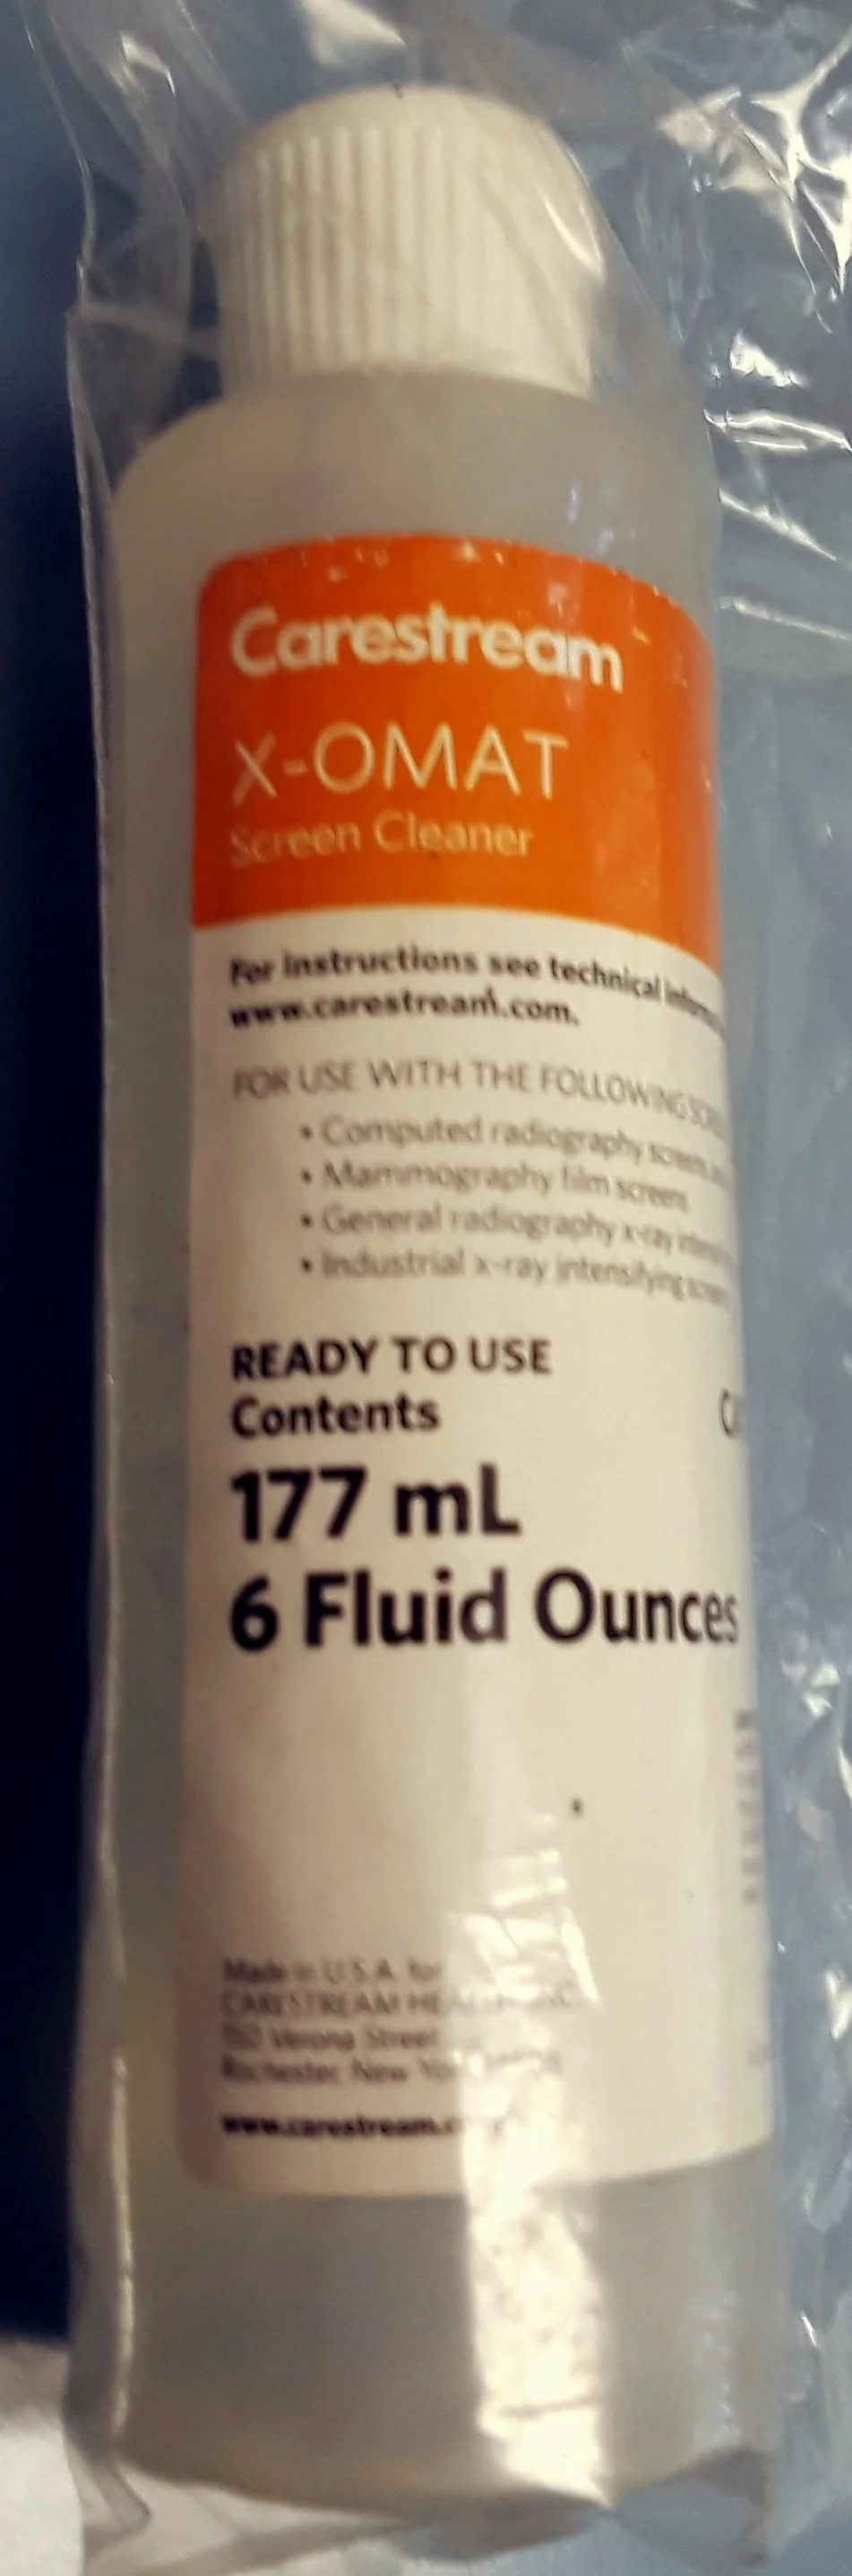 Carestream
X-OMAT
Screen Cleaner
For instructions see technical
www.carestream.com.
FOR USE WITH THE FOLLOWING
• Computed radiography screens
• Mammography film screens
• General radiography x-ray
• Industrial x-ray intensifying
READY TO USE
Contents
177 mL
6 Fluid Ounces
Made in U.S.A. for
CARESTREAM
150 Verona Street
Rochester, New
www.carestream.